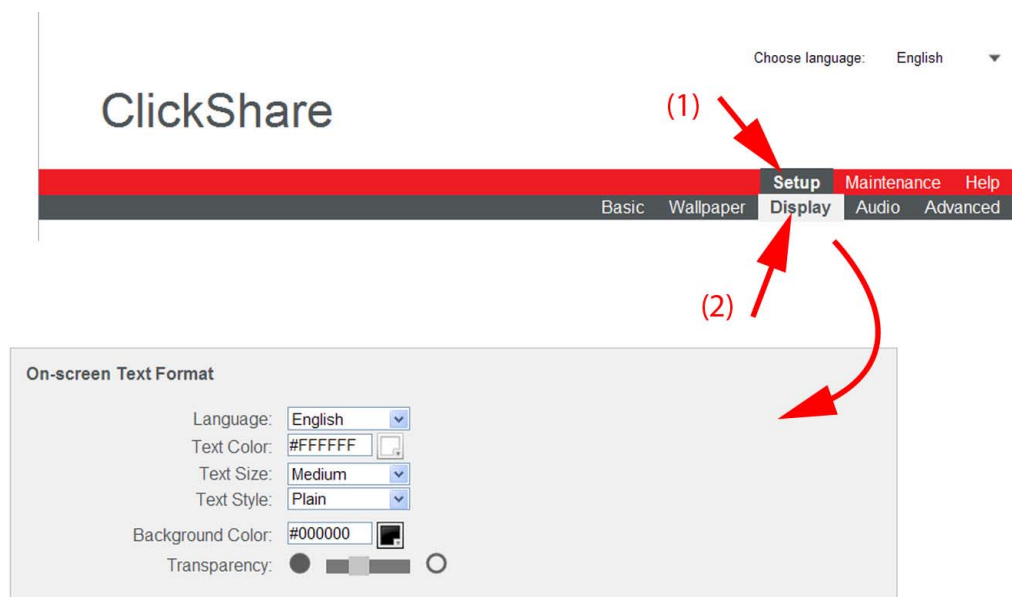 Choose language: English
ClickShare
(1)
Setup Maintenance Help
Basic Wallpaper Display Audio Advanced
(2)
On-screen Text Format
Language: English
Text Color: #FFFFFF
Text Size: Medium
Text Style: Plain
Background Color: #000000
Transparency: